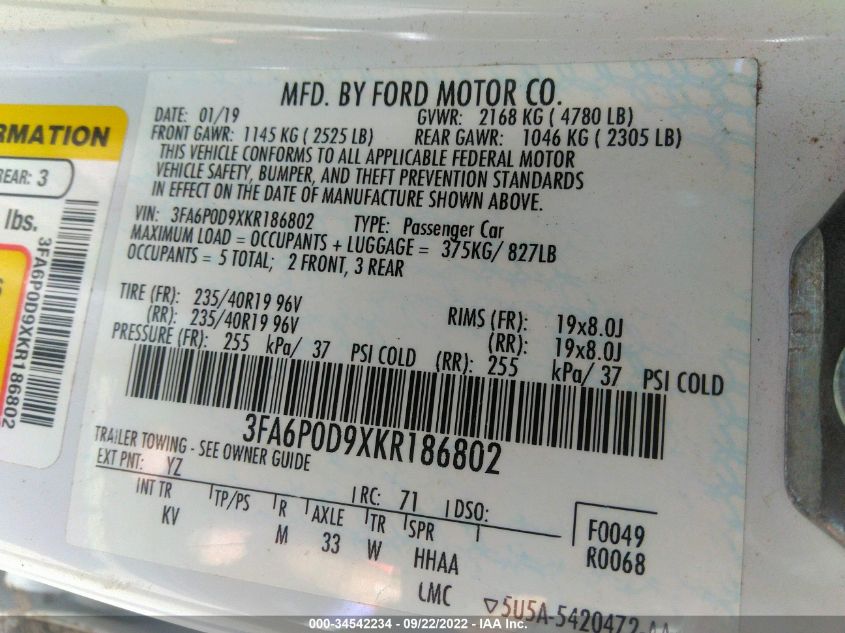 MFD. BY FORD MOTOR CO.
DATE: 01/19 GVWR: 2168 KG ( 4780 LB)
FRONT GAWR: 1145 KG ( 2525 LB) REAR GAWR: 1046 KG ( 2305 LB)
THIS VEHICLE CONFORMS TO ALL APPLICABLE FEDERAL MOTOR
VEHICLE SAFETY, BUMPER, AND THEFT PREVENTION STANDARDS
IN EFFECT ON THE DATE OF MANUFACTURE SHOWN ABOVE.
VIN: 3FA6P0D9XKR186802 TYPE: Passenger Car
MAXIMUM LOAD = OCCUPANTS + LUGGAGE = 375KG/ 827LB
OCCUPANTS = 5 TOTAL; 2 FRONT, 3 REAR
TIRE (FR): 235/40R19 96V RIMS (FR): 19x8.0J
(RR): 235/40R19 96V (RR): 19x8.0J
PRESSURE (FR): 255 kPa/ 37 PSI COLD (RR): 255 kPa/ 37 PSI COLD
3FA6P0D9XKR186802
TRAILER TOWING - SEE OWNER GUIDE
EXT PNT: YZ RC: 71 DSO:
INT TR TP/PS R AXLE TR SPR F0049
KV M 33 W HHAA R0068
LMC 5U5A-5420472-AA
REAR: 3
lbs.
3FA6P0D9XKR186802
000-34542234 - 09/22/2022 - IAA Inc.